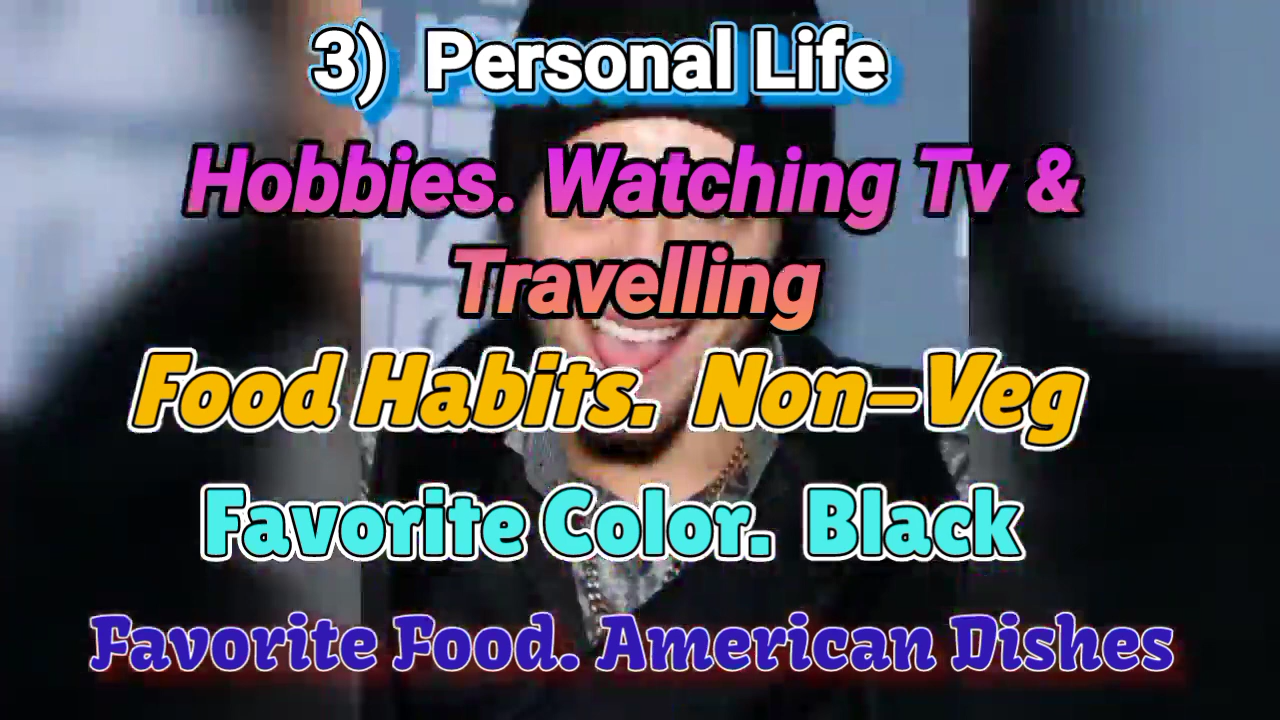 3) Personal Life
Hobbies. Watching Tv &
Travelling
Food Habits. Non-Veg
Favorite Color. Black
Favorite Food. American Dishes